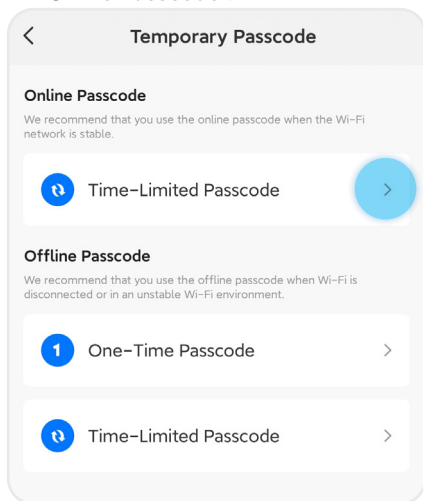 Temporary Passcode
Online Passcode
We recommend that you use the online passcode when the Wi-Fi
network is stable.
Time-Limited Passcode
Offline Passcode
We recommend that you use the offline passcode when Wi-Fi is
disconnected or in an unstable Wi-Fi environment.
1 One-Time Passcode
Time-Limited Passcode